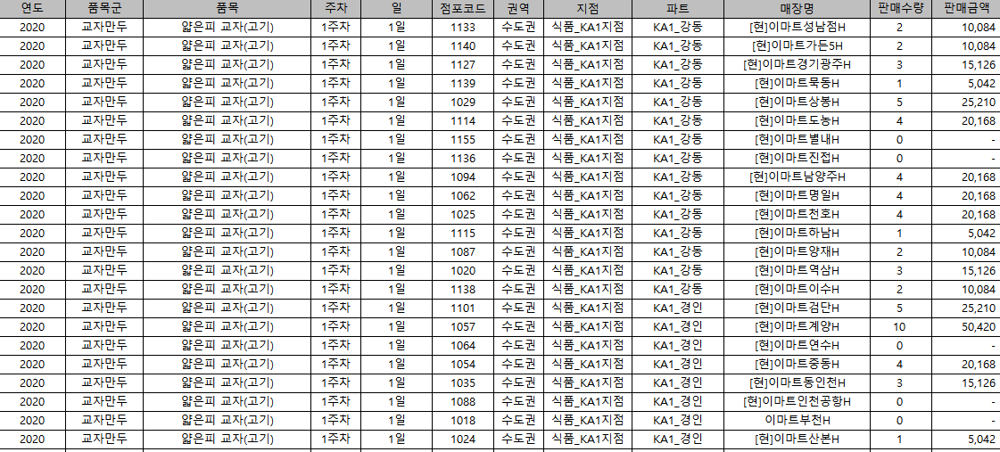 연도 품목군 품목 주차 일 점포코드 권역 지점 파트 매장명 판매수량 판매금액
2020 교자만두 얇은피 교자(고기) 1주차 1일 1133 수도권 식품_KA1지점 KA1_강동 [현]이마트성남점H 2 10,084
2020 교자만두 얇은피 교자(고기) 1주차 1일 1140 수도권 식품_KA1지점 KA1_강동 [현]이마트가든5H 2 10,084
2020 교자만두 얇은피 교자(고기) 1주차 1일 1127 수도권 식품_KA1지점 KA1_강동 [현]이마트경기광주H 3 15,126
2020 교자만두 얇은피 교자(고기) 1주차 1일 1139 수도권 식품_KA1지점 KA1_강동 [현]이마트묵동H 1 5,042
2020 교자만두 얇은피 교자(고기) 1주차 1일 1029 수도권 식품_KA1지점 KA1_강동 [현]이마트상봉H 5 25,210
2020 교자만두 얇은피 교자(고기) 1주차 1일 1114 수도권 식품_KA1지점 KA1_강동 [현]이마트도농H 4 20,168
2020 교자만두 얇은피 교자(고기) 1주차 1일 1155 수도권 식품_KA1지점 KA1_강동 [현]이마트별내H 0 -
2020 교자만두 얇은피 교자(고기) 1주차 1일 1136 수도권 식품_KA1지점 KA1_강동 [현]이마트진접H 0 -
2020 교자만두 얇은피 교자(고기) 1주차 1일 1094 수도권 식품_KA1지점 KA1_강동 [현]이마트남양주H 4 20,168
2020 교자만두 얇은피 교자(고기) 1주차 1일 1062 수도권 식품_KA1지점 KA1_강동 [현]이마트명일H 4 20,168
2020 교자만두 얇은피 교자(고기) 1주차 1일 1025 수도권 식품_KA1지점 KA1_강동 [현]이마트천호H 4 20,168
2020 교자만두 얇은피 교자(고기) 1주차 1일 1115 수도권 식품_KA1지점 KA1_강동 [현]이마트하남H 1 5,042
2020 교자만두 얇은피 교자(고기) 1주차 1일 1087 수도권 식품_KA1지점 KA1_강동 [현]이마트양재H 2 10,084
2020 교자만두 얇은피 교자(고기) 1주차 1일 1020 수도권 식품_KA1지점 KA1_강동 [현]이마트역삼H 3 15,126
2020 교자만두 얇은피 교자(고기) 1주차 1일 1138 수도권 식품_KA1지점 KA1_강동 [현]이마트이수H 2 10,084
2020 교자만두 얇은피 교자(고기) 1주차 1일 1101 수도권 식품_KA1지점 KA1_경인 [현]이마트검단H 5 25,210
2020 교자만두 얇은피 교자(고기) 1주차 1일 1057 수도권 식품_KA1지점 KA1_경인 [현]이마트계양H 10 50,420
2020 교자만두 얇은피 교자(고기) 1주차 1일 1064 수도권 식품_KA1지점 KA1_경인 [현]이마트연수H 0 -
2020 교자만두 얇은피 교자(고기) 1주차 1일 1054 수도권 식품_KA1지점 KA1_경인 [현]이마트중동H 4 20,168
2020 교자만두 얇은피 교자(고기) 1주차 1일 1035 수도권 식품_KA1지점 KA1_경인 [현]이마트동인천H 3 15,126
2020 교자만두 얇은피 교자(고기) 1주차 1일 1088 수도권 식품_KA1지점 KA1_경인 [현]이마트인천공항H 0 -
2020 교자만두 얇은피 교자(고기) 1주차 1일 1018 수도권 식품_KA1지점 KA1_경인 이마트부천H 0 -
2020 교자만두 얇은피 교자(고기) 1주차 1일 1024 수도권 식품_KA1지점 KA1_경인 [현]이마트산본H 1 5,042